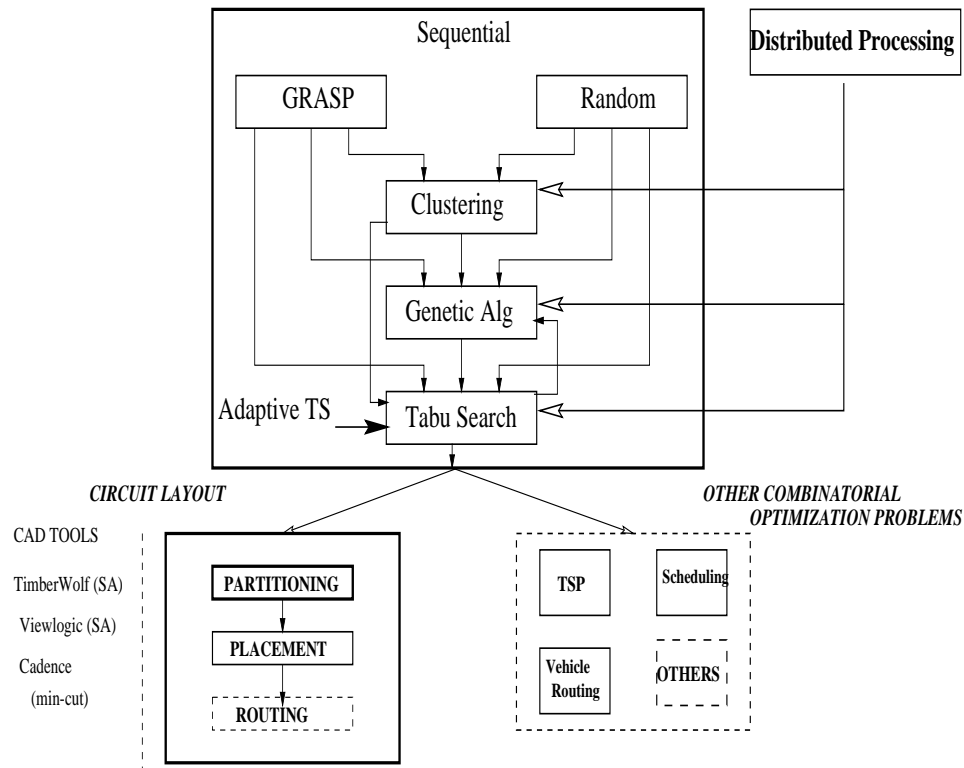 Sequential
Distributed Processing
GRASP
Random
Clustering
Genetic Alg
Adaptive TS
Tabu Search
CIRCUIT LAYOUT
OTHER COMBINATORIAL
OPTIMIZATION PROBLEMS
CAD TOOLS
TimberWolf (SA)
Viewlogic (SA)
Cadence
(min-cut)
PARTITIONING
PLACEMENT
ROUTING
TSP
Scheduling
Vehicle
Routing
OTHERS